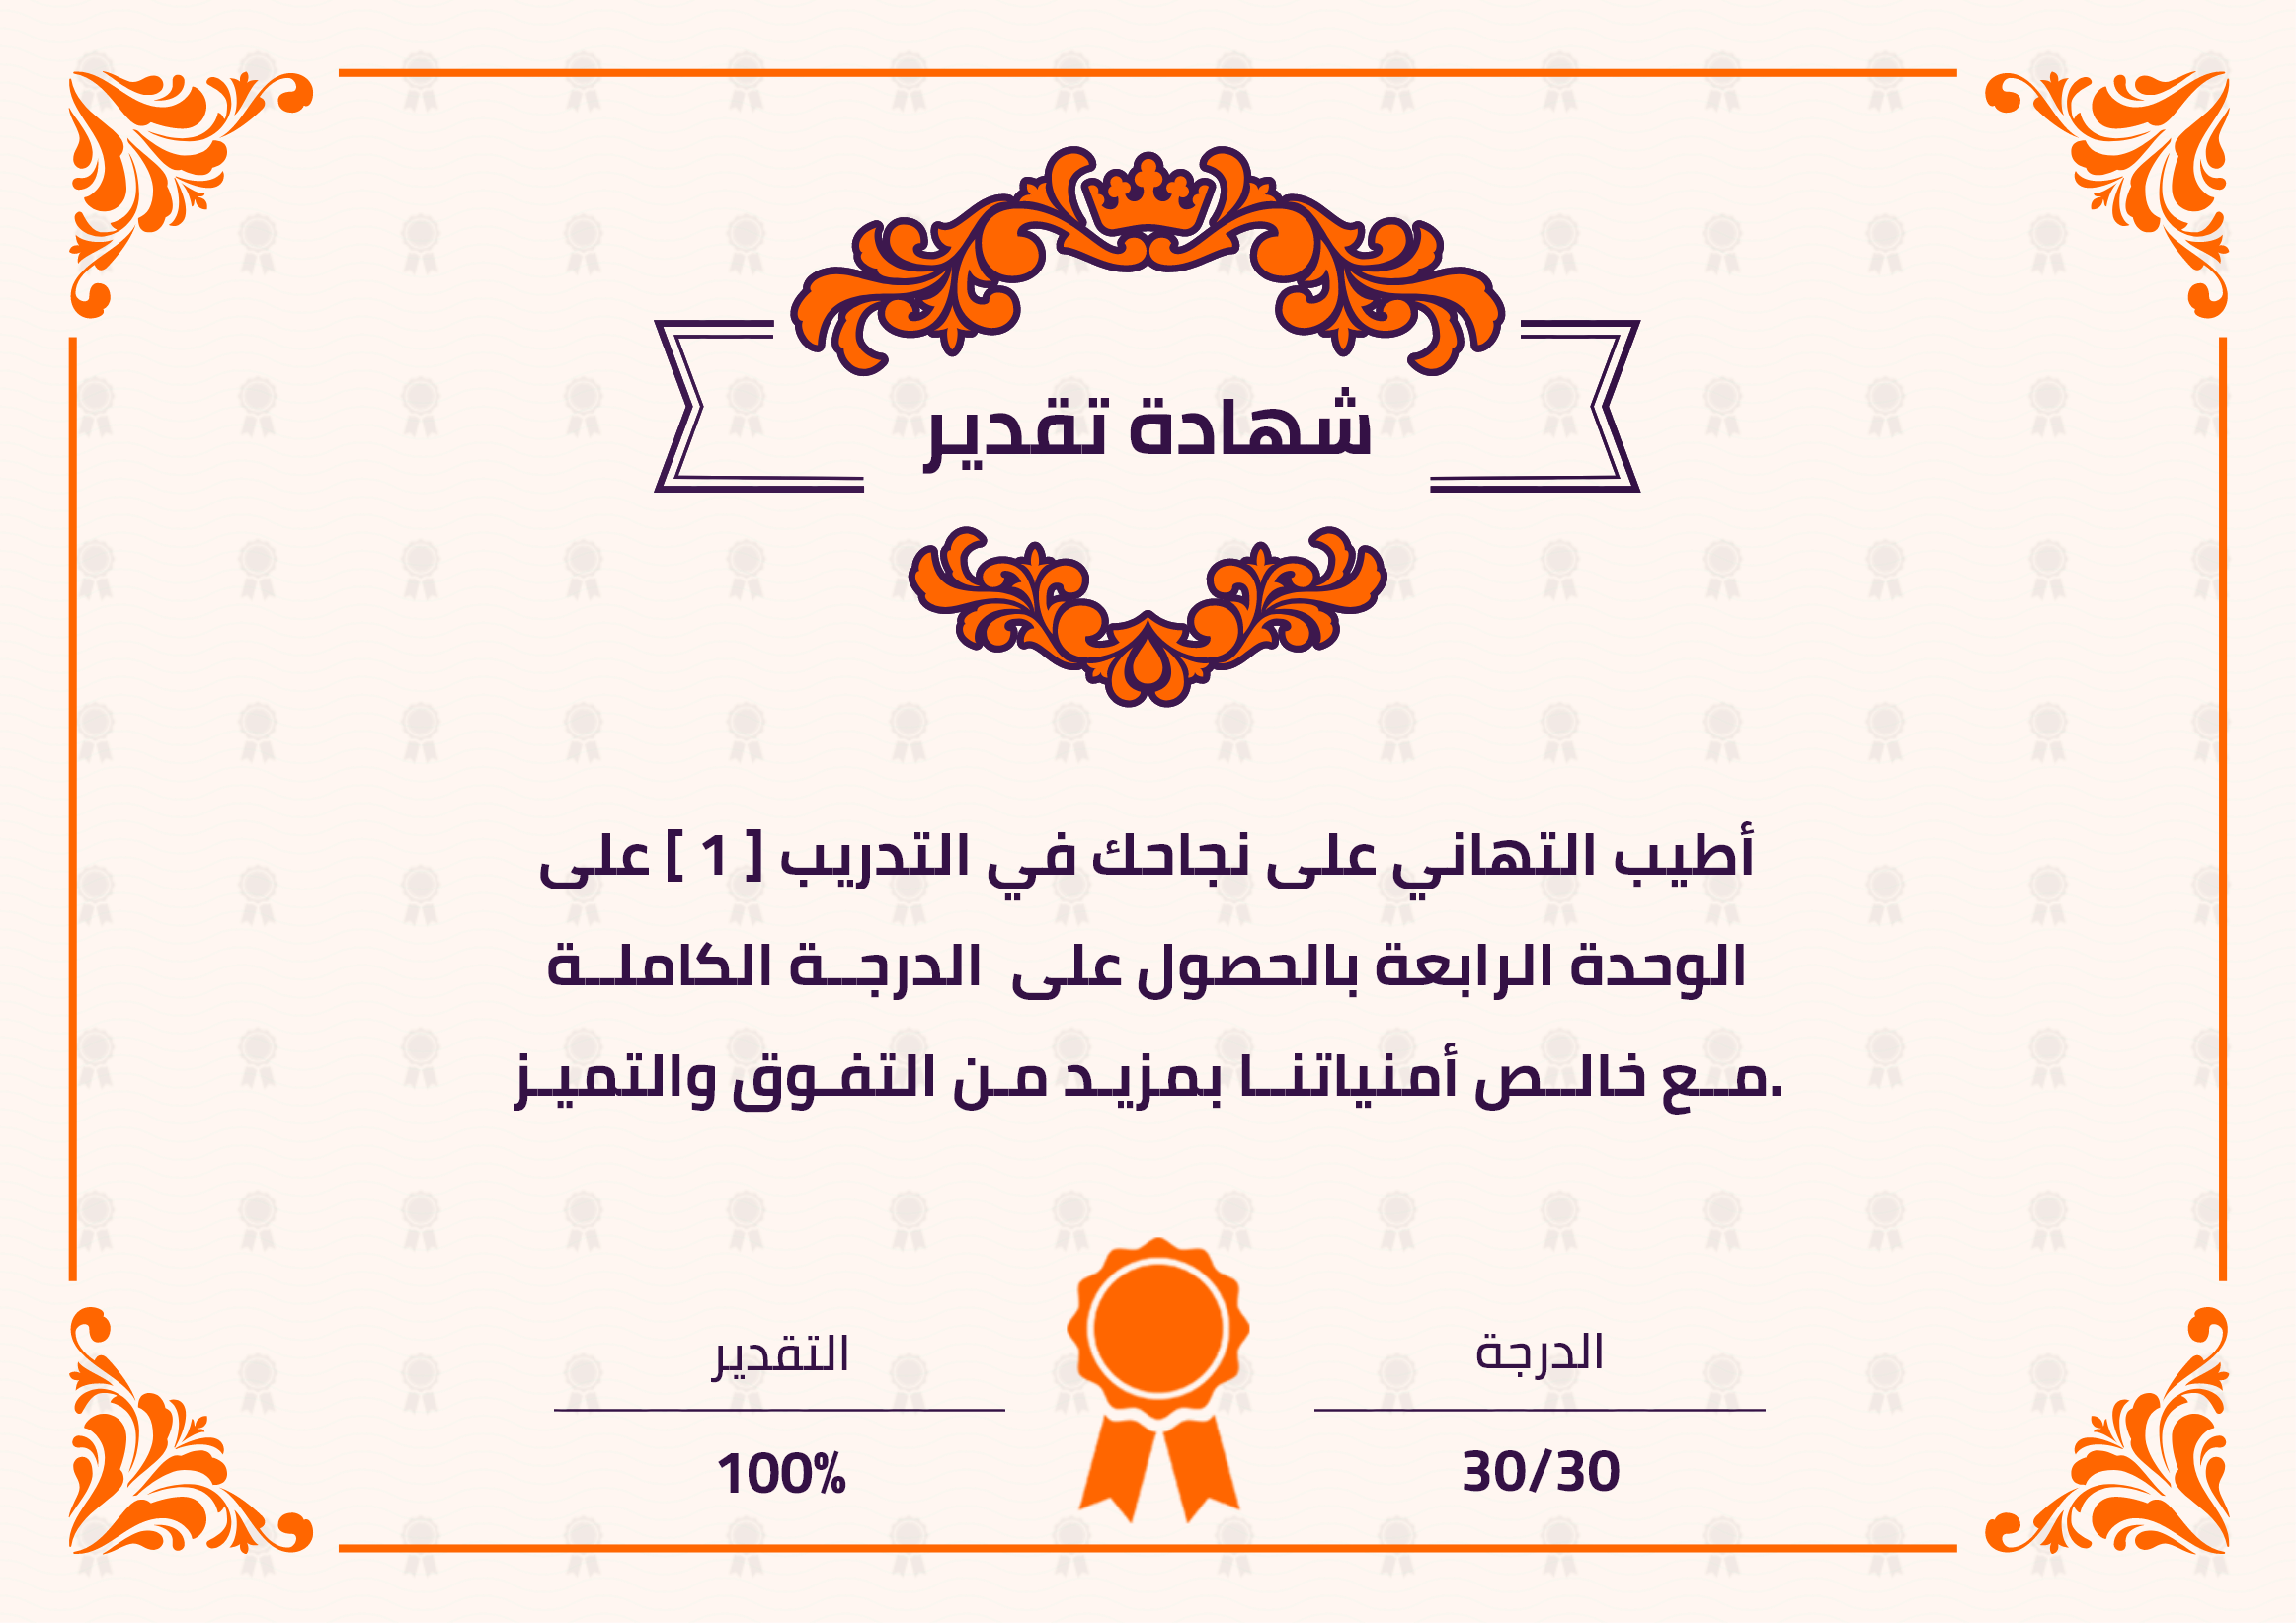 شهادة تقدير
أطيب التهاني على نجاحك في التدريب [ 1 ] على
الوحدة الرابعة بالحصول على الدرجــة الكاملــة
مــع خالــص أمنياتنــا بمزيـد مـن التفـوق والتميـز.
الدرجة
30/30
التقدير
100%